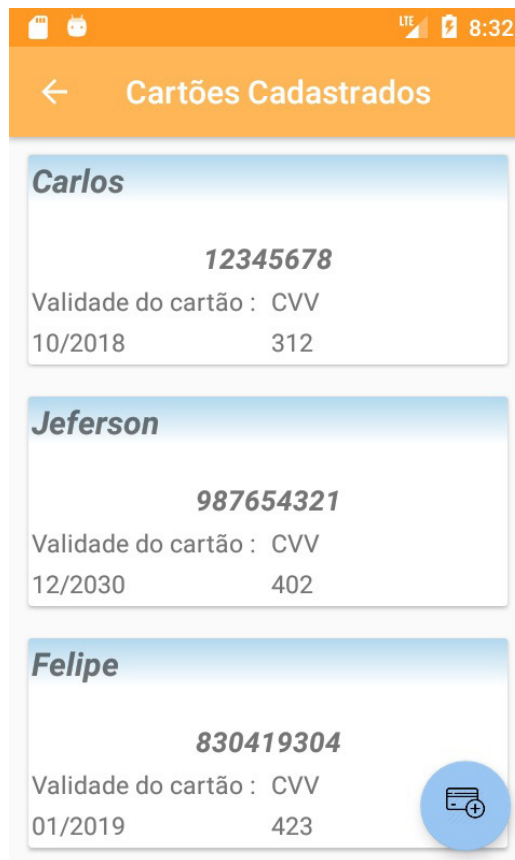 LTE 8:32
Cartões Cadastrados
Carlos
12345678
Validade do cartão : CVV
10/2018 312
Jeferson
987654321
Validade do cartão : CVV
12/2030 402
Felipe
830419304
Validade do cartão : CVV
01/2019 423